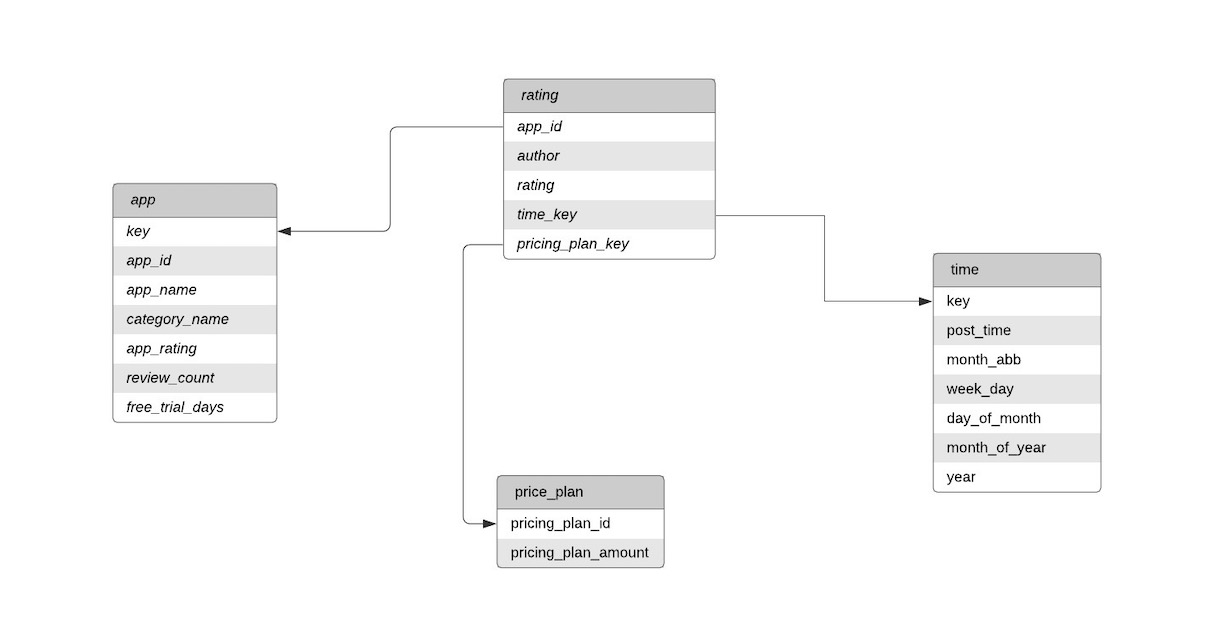 rating
app_id
author
rating
time_key
pricing_plan_key
app
key
app_id
app_name
category_name
app_rating
review_count
free_trial_days
time
key
post_time
month_abb
week_day
day_of_month
month_of_year
year
price_plan
pricing_plan_id
pricing_plan_amount